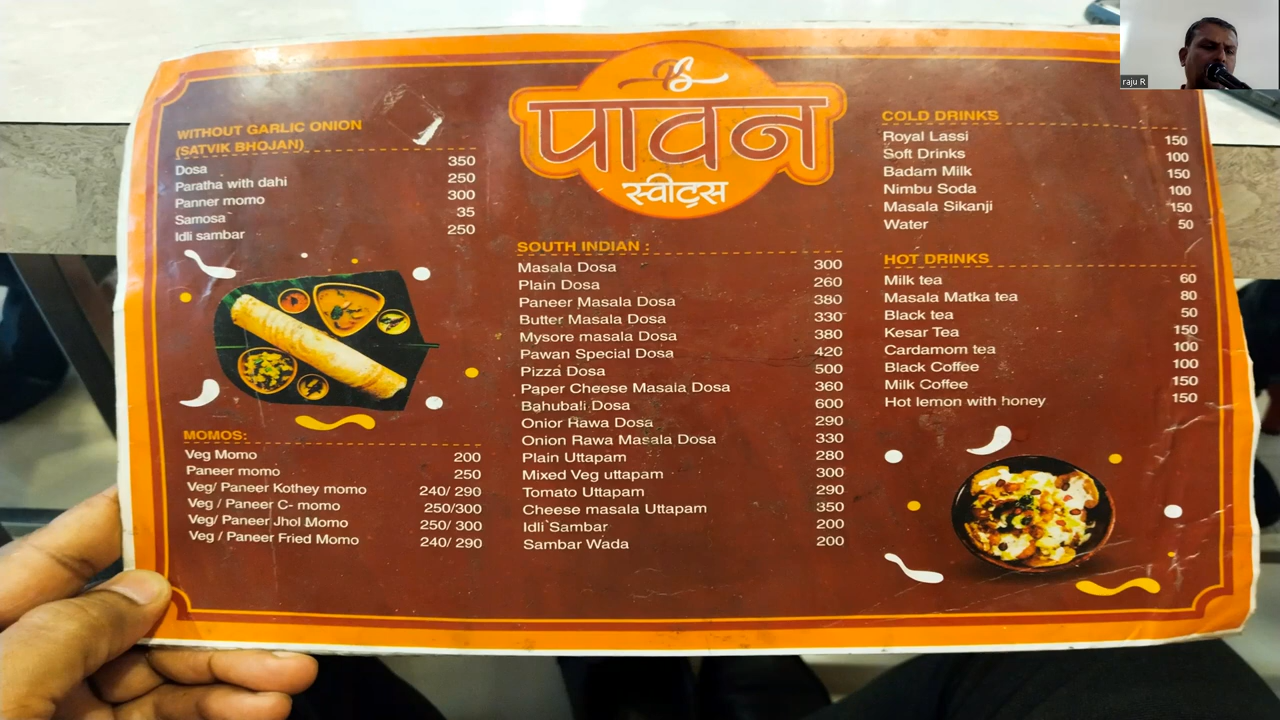 पावन
स्वीट्स
WITHOUT GARLIC ONION
(SATVIK BHOJAN)
Dosa 350
Paratha with dahi 250
Panner momo 300
Samosa 35
Idli sambar 250
MOMOS:
Veg Momo 200
Paneer momo 250
Veg/ Paneer Kothey momo 240/ 290
Veg / Paneer C- momo 250/300
Veg/ Paneer Jhol Momo 250/ 300
Veg / Paneer Fried Momo 240/ 290
SOUTH INDIAN :
Masala Dosa 300
Plain Dosa 260
Paneer Masala Dosa 380
Butter Masala Dosa 330
Mysore masala Dosa 380
Pawan Special Dosa 420
Pizza Dosa 500
Paper Cheese Masala Dosa 360
Bahubali Dosa 600
Onior Rawa Dosa 290
Onion Rawa Masala Dosa 330
Plain Uttapam 280
Mixed Veg uttapam 300
Tomato Uttapam 290
Cheese masala Uttapam 350
Idli Sambar 200
Sambar Wada 200
COLD DRINKS
Royal Lassi 150
Soft Drinks 100
Badam Milk 150
Nimbu Soda 100
Masala Sikanji 150
Water 50
HOT DRINKS
Milk tea 60
Masala Matka tea 80
Black tea 50
Kesar Tea 150
Cardamom tea 100
Black Coffee 100
Milk Coffee 150
Hot lemon with honey 150
raju R